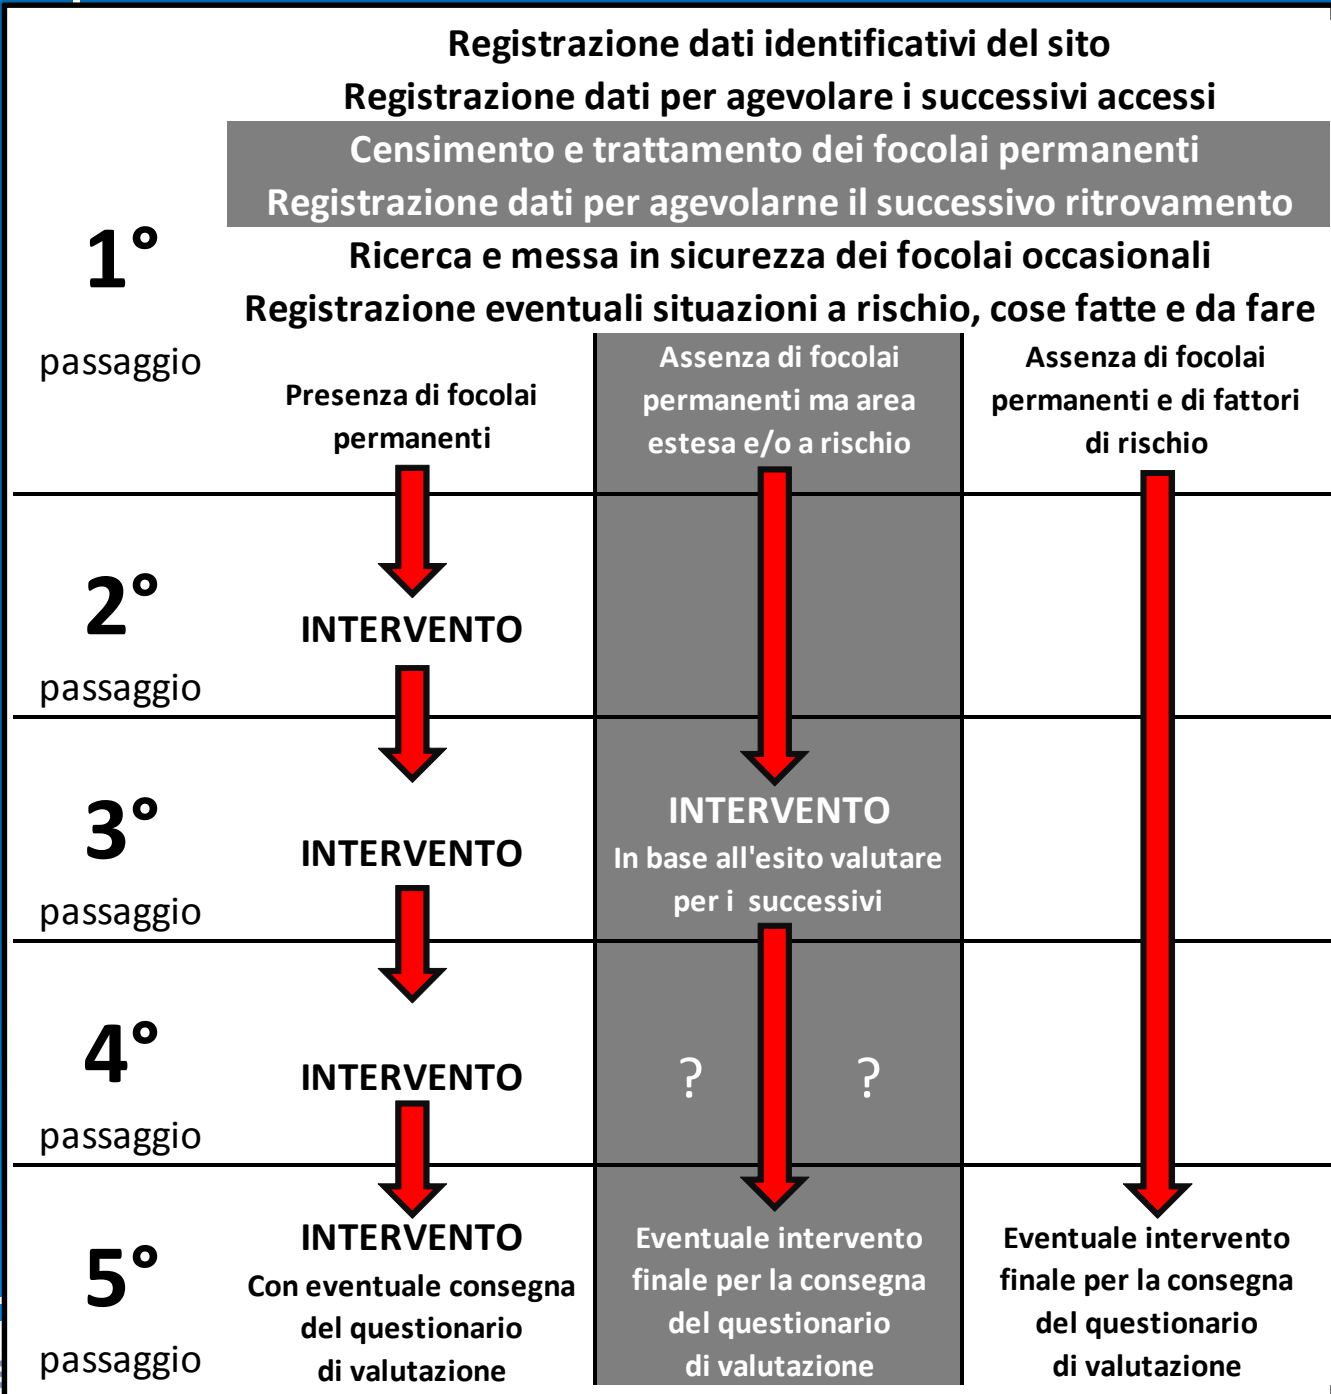 Registrazione dati identificativi del sito
Registrazione dati per agevolare i successivi accessi
Censimento e trattamento dei focolai permanenti
Registrazione dati per agevolarne il successivo ritrovamento
Ricerca e messa in sicurezza dei focolai occasionali
Registrazione eventuali situazioni a rischio, cose fatte e da fare
1°
passaggio
Presenza di focolai
permanenti
Assenza di focolai
permanenti ma area
estesa e/o a rischio
Assenza di focolai
permanenti e di fattori
di rischio
2°
passaggio
INTERVENTO
3°
passaggio
INTERVENTO
INTERVENTO
In base all'esito valutare
per i successivi
4°
passaggio
INTERVENTO
? ?
5°
passaggio
INTERVENTO
Con eventuale consegna
del questionario
di valutazione
Eventuale intervento
finale per la consegna
del questionario
di valutazione
Eventuale intervento
finale per la consegna
del questionario
di valutazione